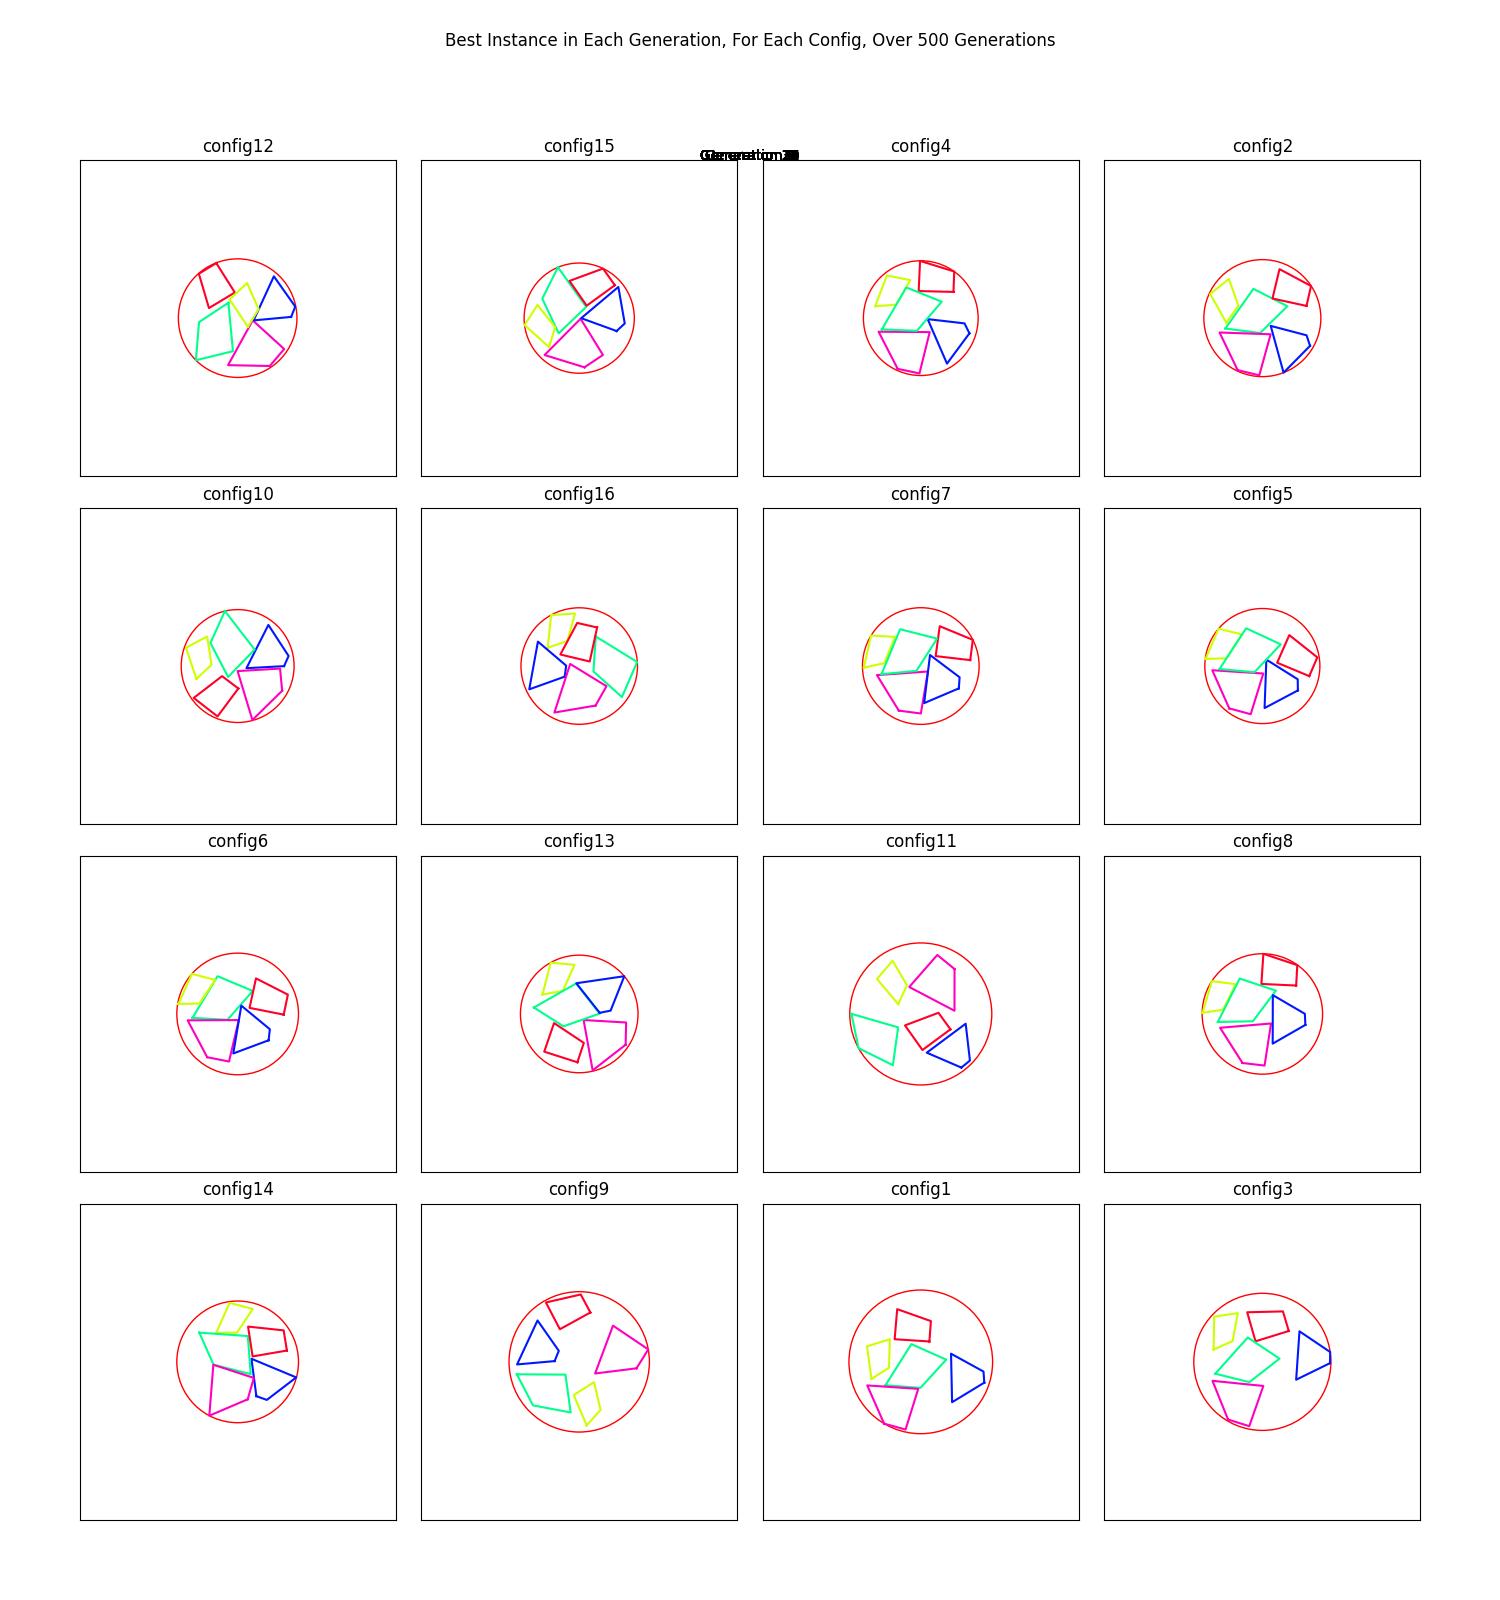 Best Instance in Each Generation, For Each Config, Over 500 Generations
config12
config15
config4
config2
config10
config16
config7
config5
config6
config13
config11
config8
config14
config9
config1
config3